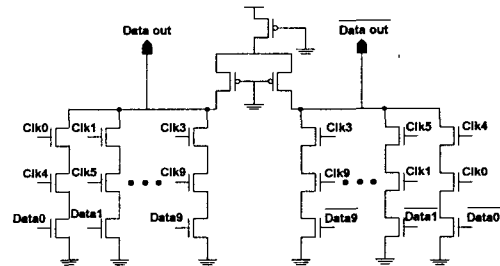 Data out
Data out
Clk0 Clk1 Clk3 Clk3 Clk5 Clk4
Clk4 Clk5 Clk9 Clk9 Clk1 Clk0
Data0 Data1 Data9 Data9 Data1 Data0